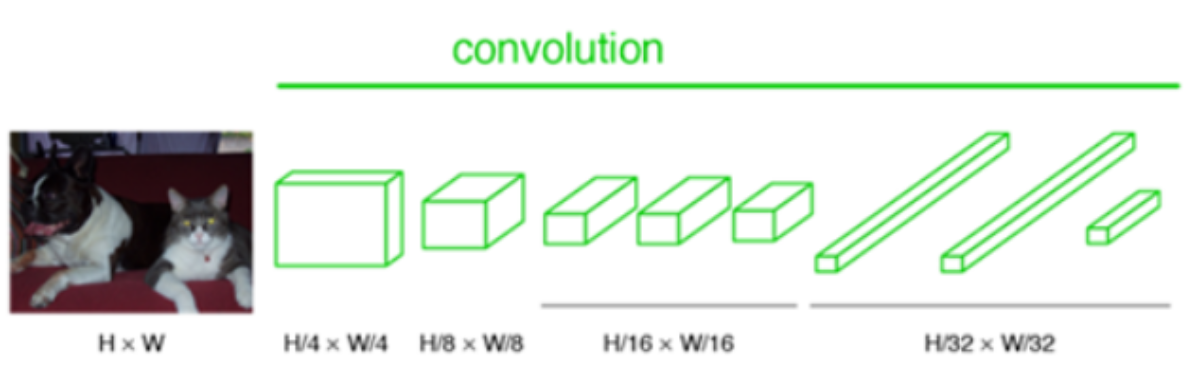 convolution
H × W
H/4 × W/4
H/8 × W/8
H/16 × W/16
H/32 × W/32